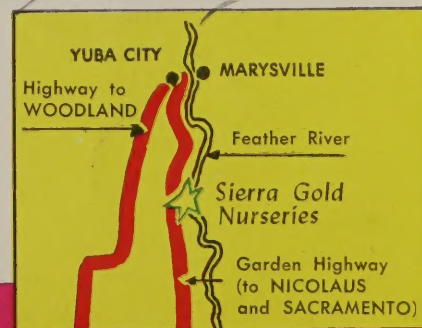 YUBA CITY
MARYSVILLE
Highway to
WOODLAND
Feather River
Sierra Gold
Nurseries
Garden Highway
(to NICOLAUS
and SACRAMENTO)